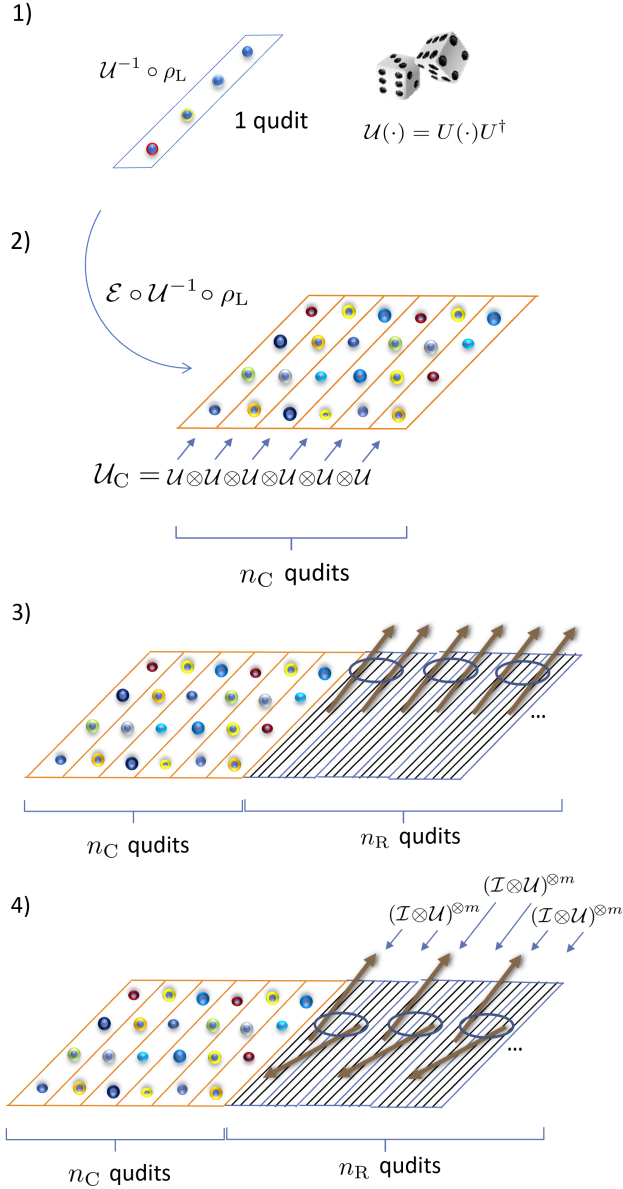 1)
𝒰⁻¹ ∘ ρ_L
1 qudit
𝒰(·) = U(·)U†
2)
ℰ ∘ 𝒰⁻¹ ∘ ρ_L
𝒰_C = 𝒰⊗𝒰⊗𝒰⊗𝒰⊗𝒰⊗𝒰
n_C qudits
3)
...
n_C qudits
n_R qudits
4)
(ℐ⊗𝒰)^⊗m
(ℐ⊗𝒰)^⊗m
(ℐ⊗𝒰)^⊗m
...
n_C qudits
n_R qudits